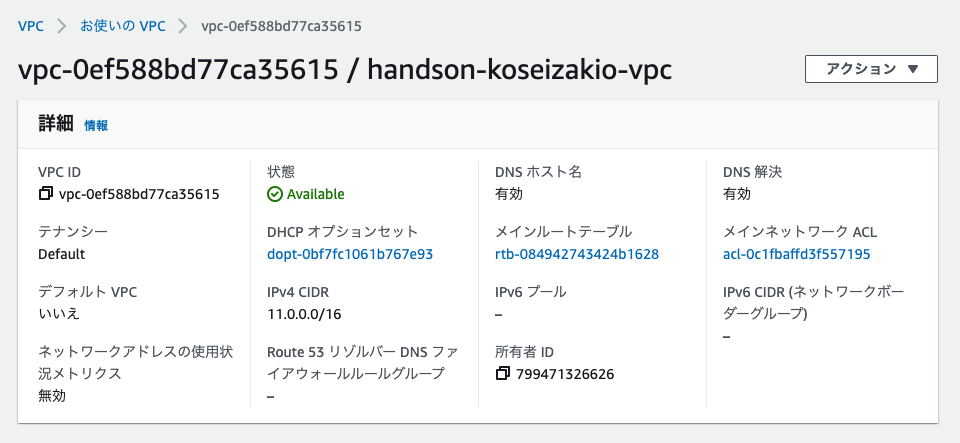 VPC > お使いの VPC > vpc-0ef588bd77ca35615
vpc-0ef588bd77ca35615 / handson-koseizakio-vpc
アクション ▼
詳細 情報
VPC ID
vpc-0ef588bd77ca35615
状態
Available
DNS ホスト名
有効
DNS 解決
有効
テナンシー
Default
DHCP オプションセット
dopt-0bf7fc1061b767e93
メインルートテーブル
rtb-084942743424b1628
メインネットワーク ACL
acl-0c1fbaffd3f557195
デフォルト VPC
いいえ
IPv4 CIDR
11.0.0.0/16
IPv6 プール
–
IPv6 CIDR (ネットワークボー
ダーグループ)
–
ネットワークアドレスの使用状
況メトリクス
無効
Route 53 リゾルバー DNS ファ
イアウォールルールグループ
–
所有者 ID
799471326626